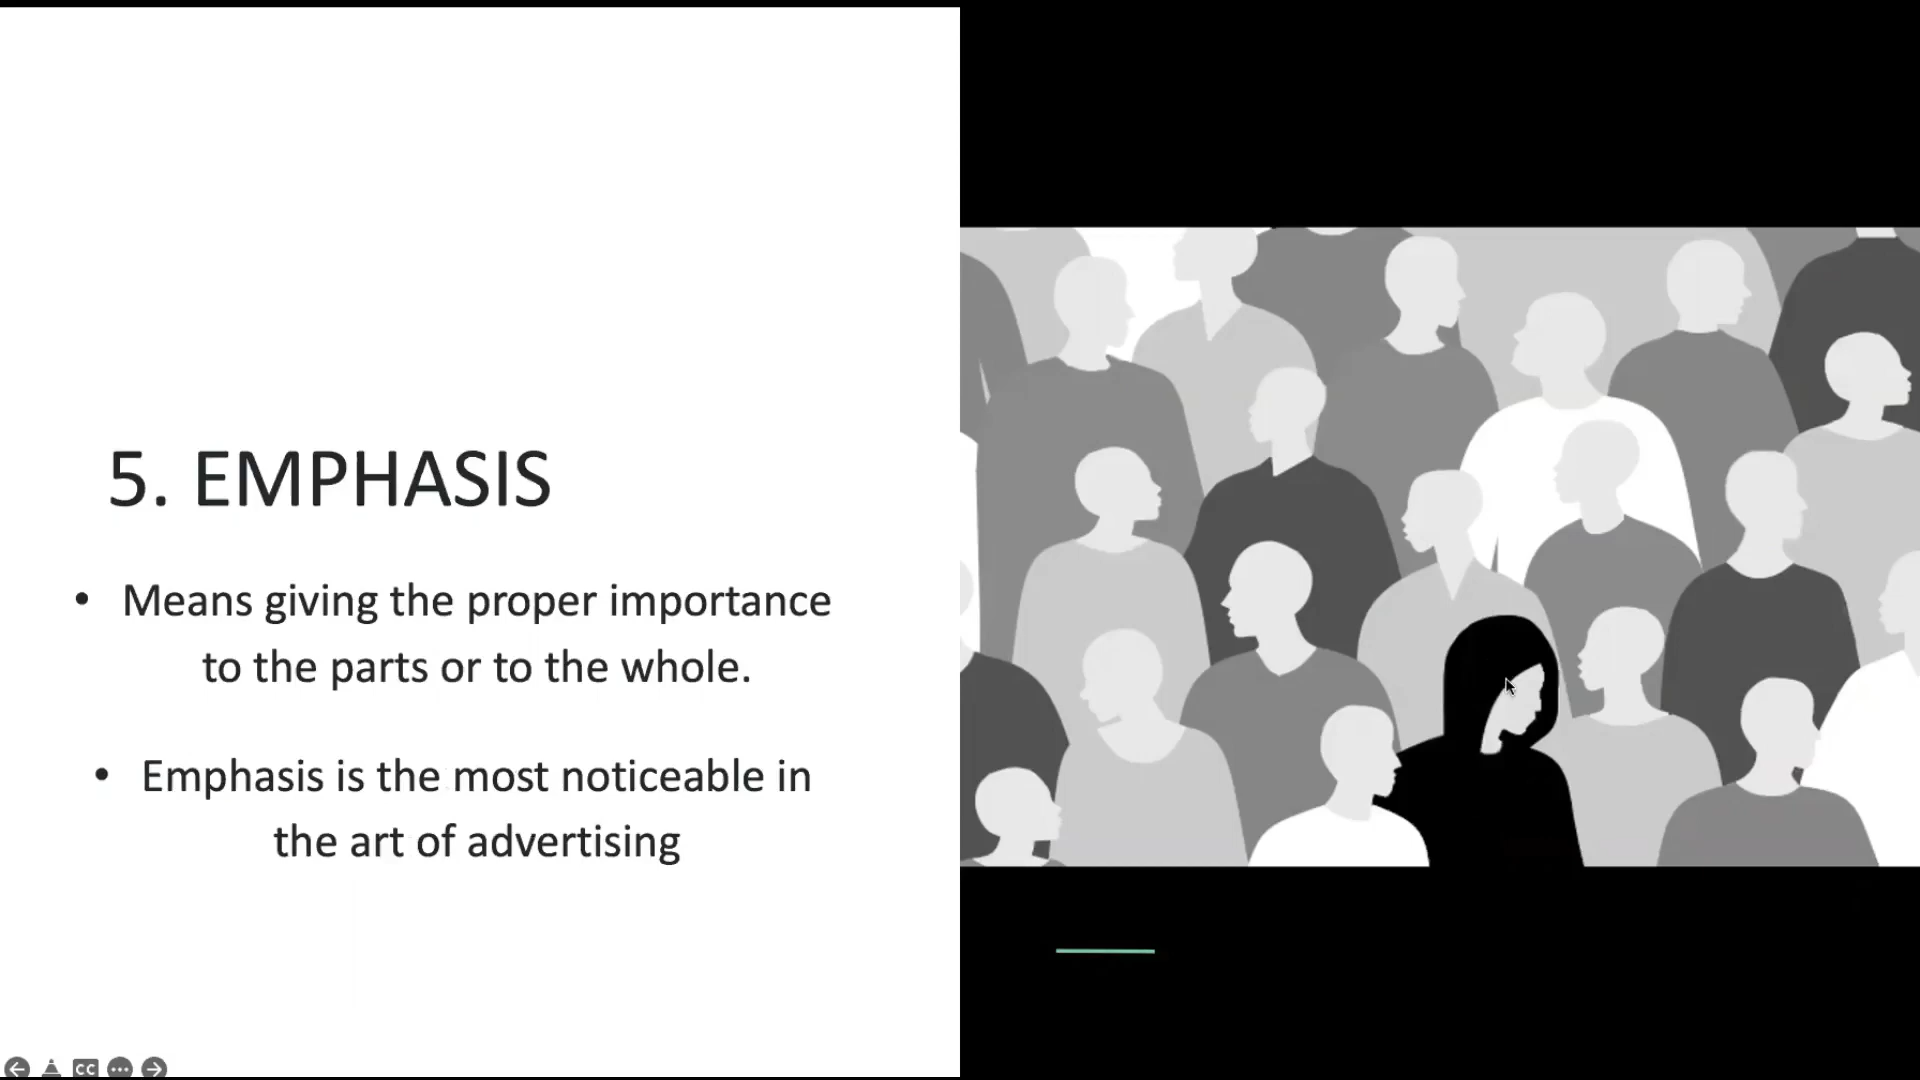 5. EMPHASIS
• Means giving the proper importance
to the parts or to the whole.
• Emphasis is the most noticeable in
the art of advertising
CC